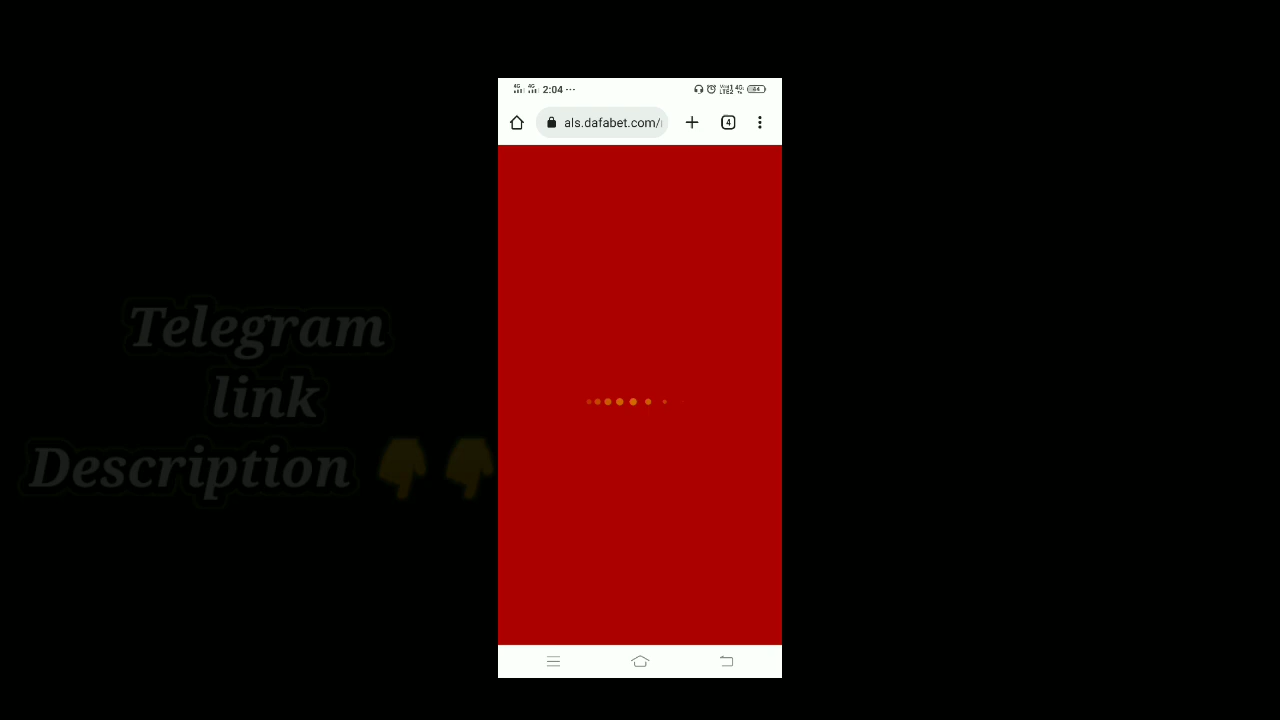 2:04 ...
als.dafabet.com/
4
Telegram
link
Description 👇👇